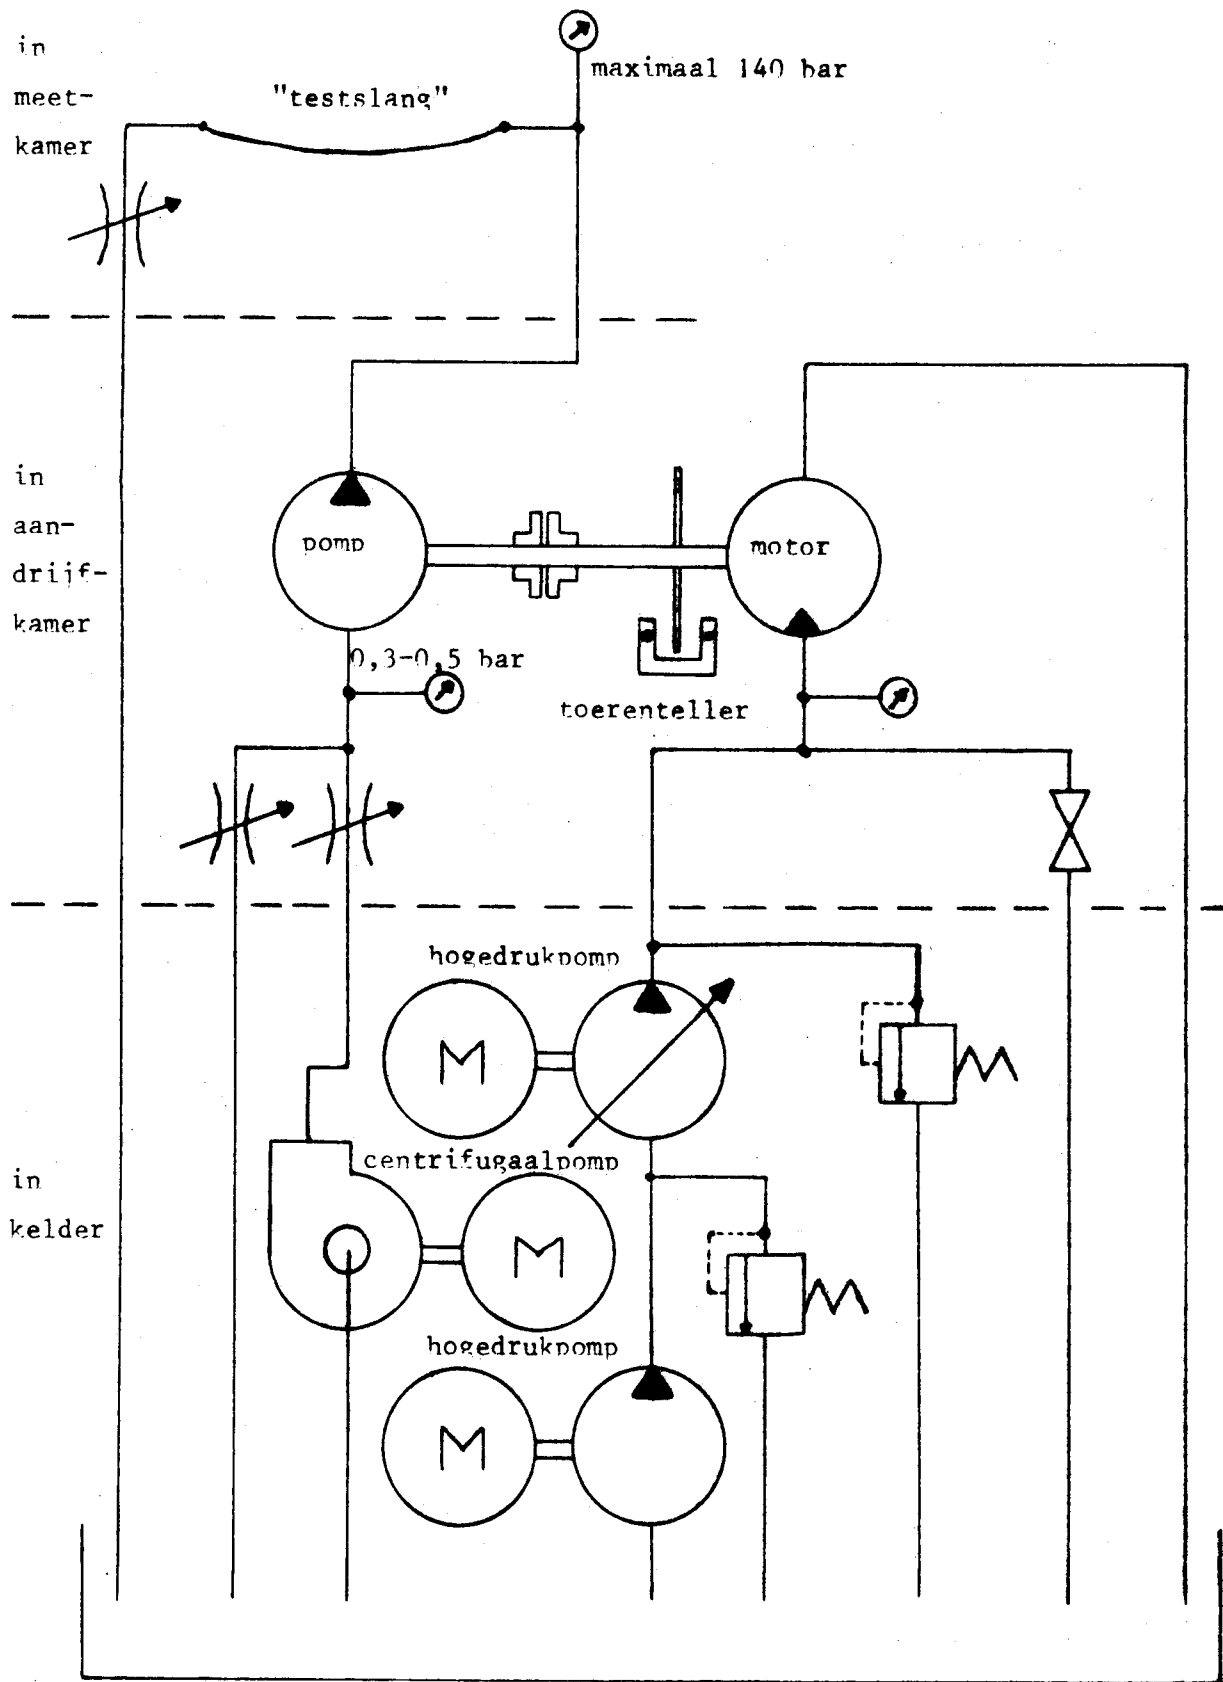 in
meet-
kamer
"testslang"
maximaal 140 bar
in
aan-
drijf-
kamer
pomp
motor
0,3-0,5 bar
toerenteller
hogedrukpomp
M
centrifugaalpomp
M
in
kelder
hogedrukpomp
M